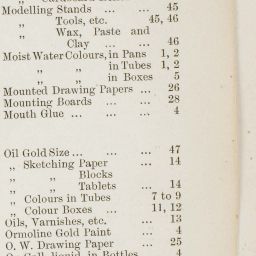 Modelling Stands ... ... 45
„ Tools, etc. 45, 46
„ Wax, Paste and
Clay ... ... 46
Moist Water Colours, in Pans 1, 2
„ „ in Tubes 1, 2
„ „ in Boxes 5
Mounted Drawing Papers ... 26
Mounting Boards ... ... 28
Mouth Glue ... ... ... 4
Oil Gold Size ... ... ... 47
„ Sketching Paper ... 14
„ „ Blocks
„ „ Tablets ... 14
„ Colours in Tubes 7 to 9
„ Colour Boxes ... 11, 12
Oils, Varnishes, etc. ... 13
Ormoline Gold Paint ... 4
O. W. Drawing Paper ... 25
liquid, in Bottles 4